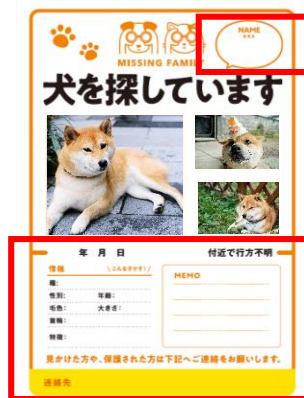 NAME
MISSING FAMILY
犬を探しています
年 月 日 付近で行方不明
情報
種:
性別: 年齢:
毛色: 大きさ:
首輪:
特徴:
MEMO
見かけた方や、保護された方は下記へご連絡をお願いします。
連絡先